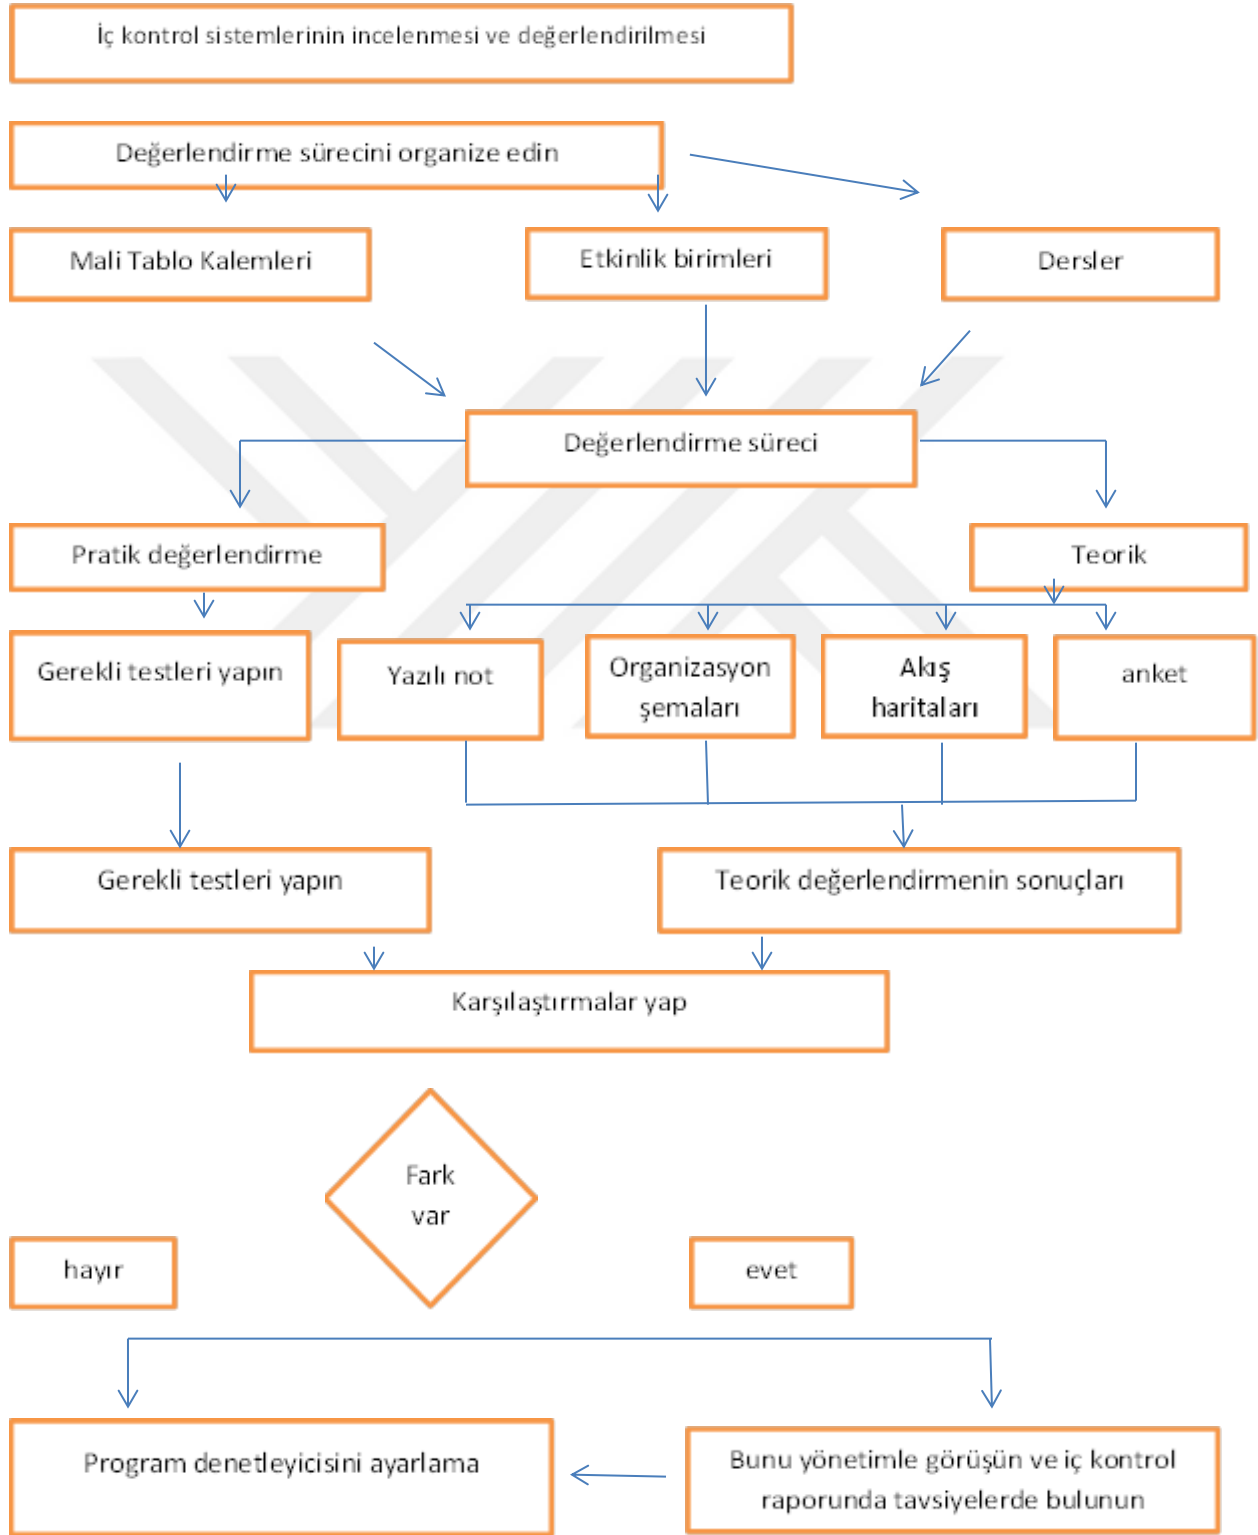 İç kontrol sistemlerinin incelenmesi ve değerlendirilmesi
Değerlendirme sürecini organize edin
Mali Tablo Kalemleri
Etkinlik birimleri
Dersler
Değerlendirme süreci
Pratik değerlendirme
Teorik
Gerekli testleri yapın
Yazılı not
Organizasyon
şemaları
Akış
haritaları
anket
Gerekli testleri yapın
Teorik değerlendirmenin sonuçları
Karşılaştırmalar yap
Fark
var
hayır
evet
Program denetleyicisini ayarlama
Bunu yönetimle görüşün ve iç kontrol
raporunda tavsiyelerde bulunun